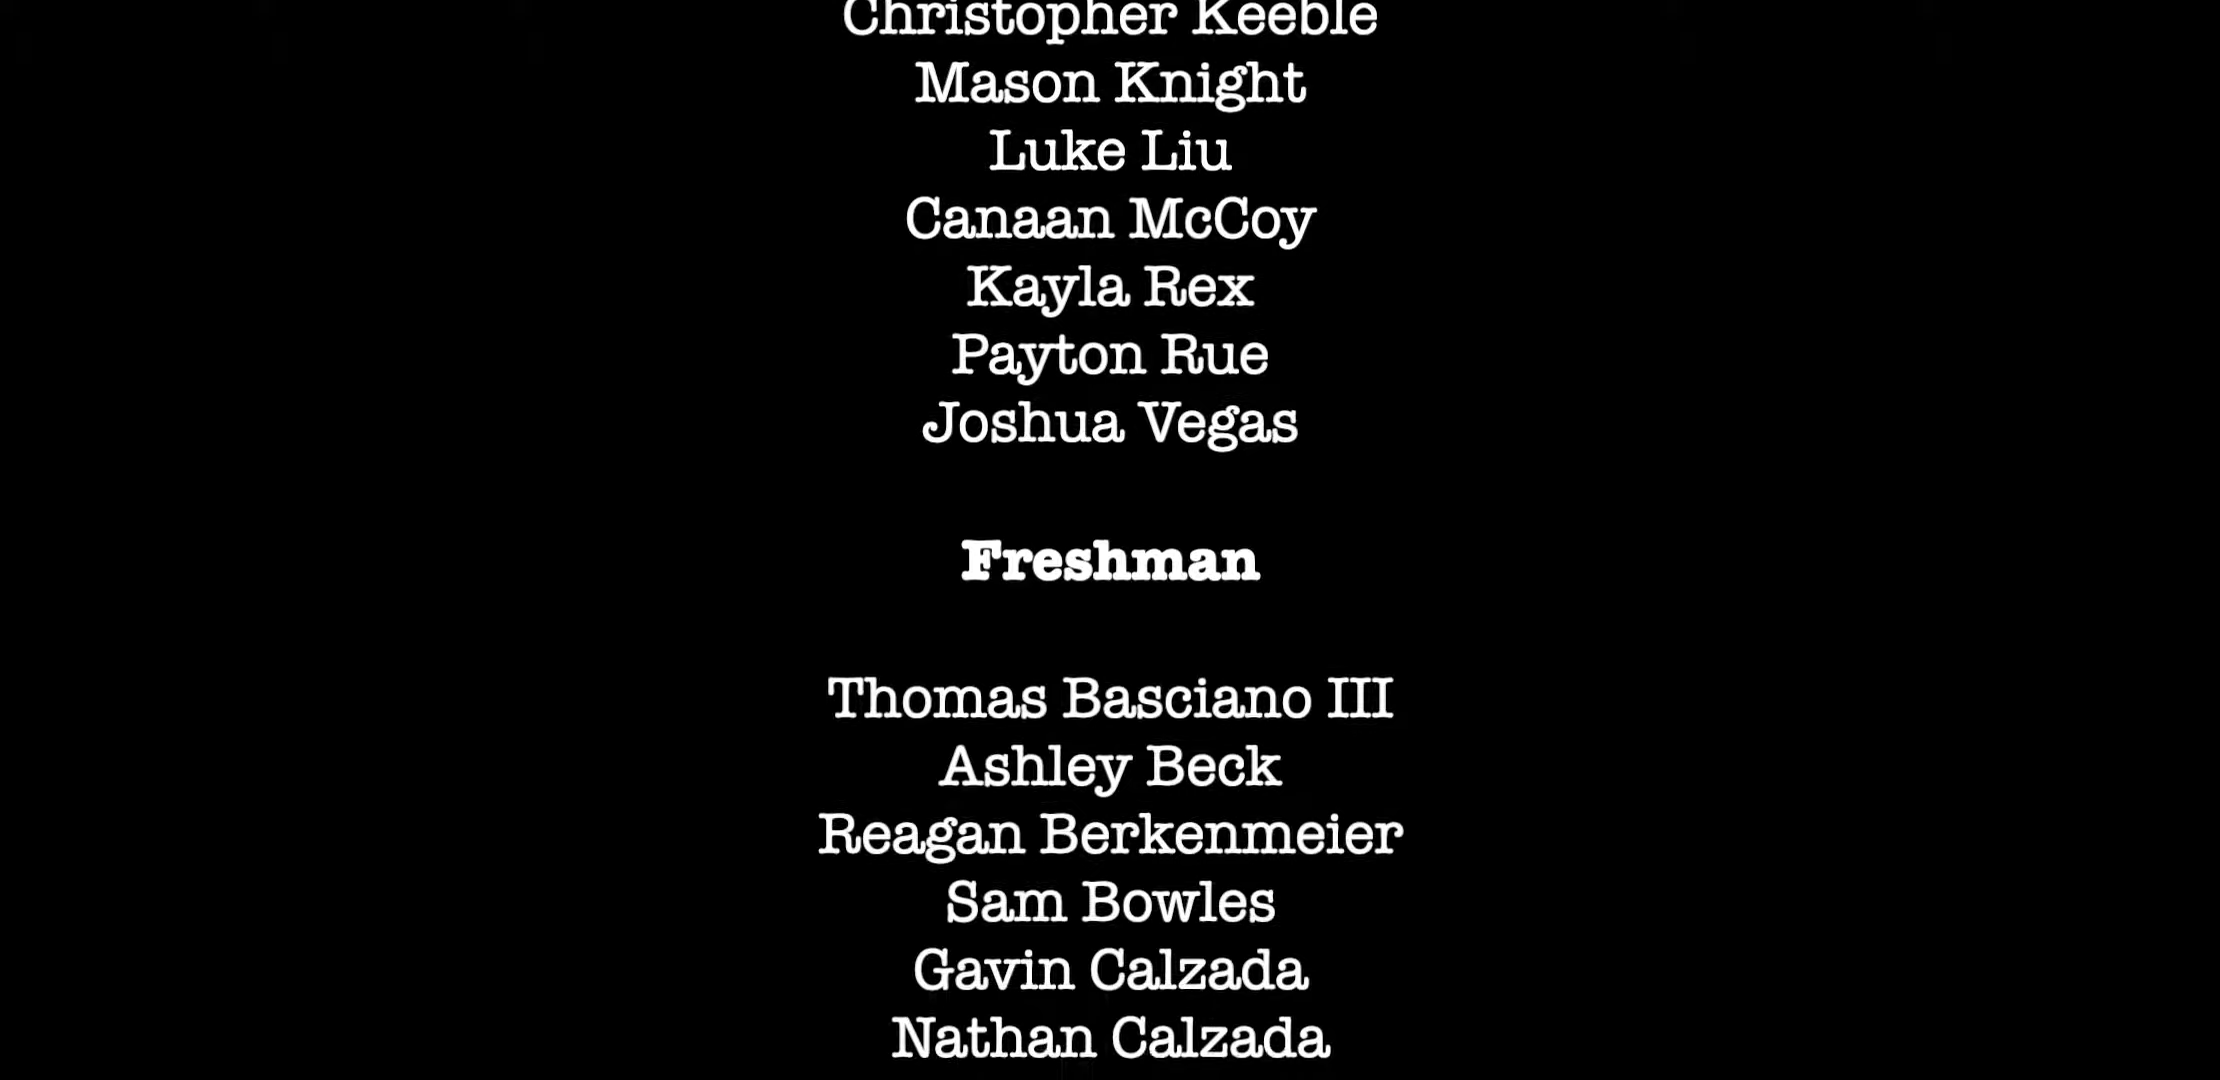 Christopher Keeble
Mason Knight
Luke Liu
Canaan McCoy
Kayla Rex
Payton Rue
Joshua Vegas
Freshman
Thomas Basciano III
Ashley Beck
Reagan Berkenmeier
Sam Bowles
Gavin Calzada
Nathan Calzada